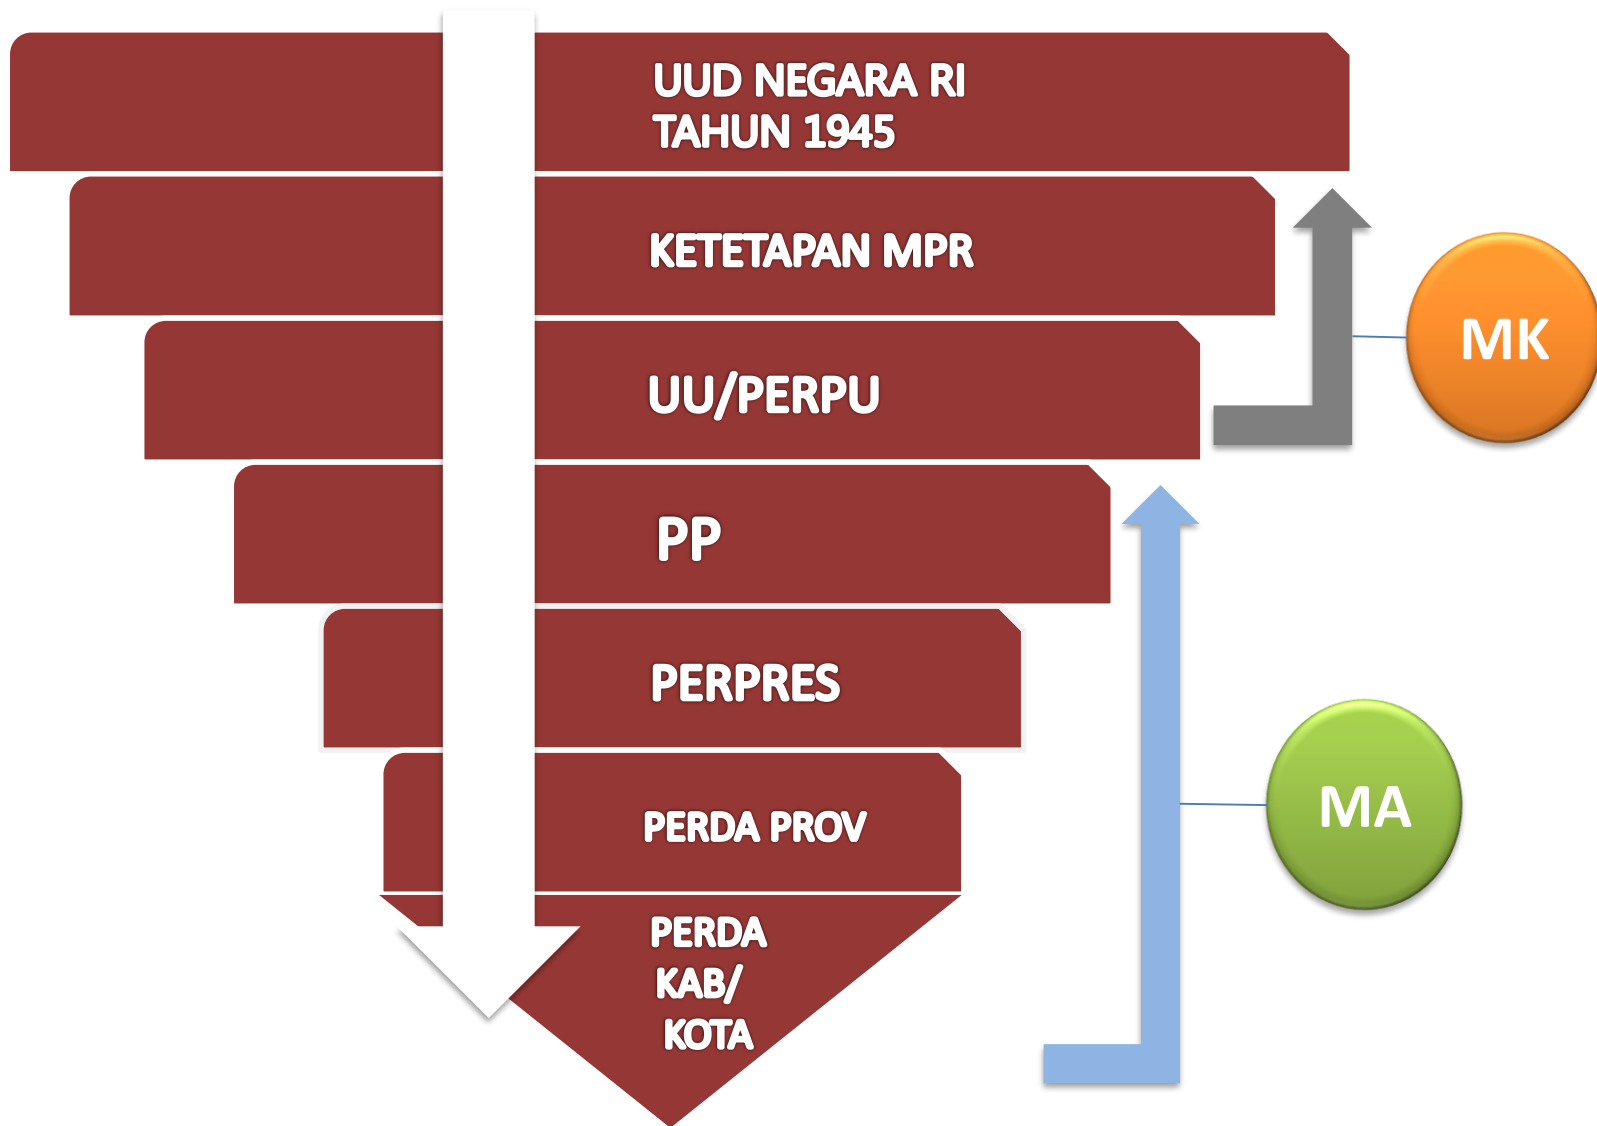 UUD NEGARA RI
TAHUN 1945
KETETAPAN MPR
MK
UU/PERPU
PP
PERPRES
MA
PERDA PROV
PERDA
KAB/
KOTA